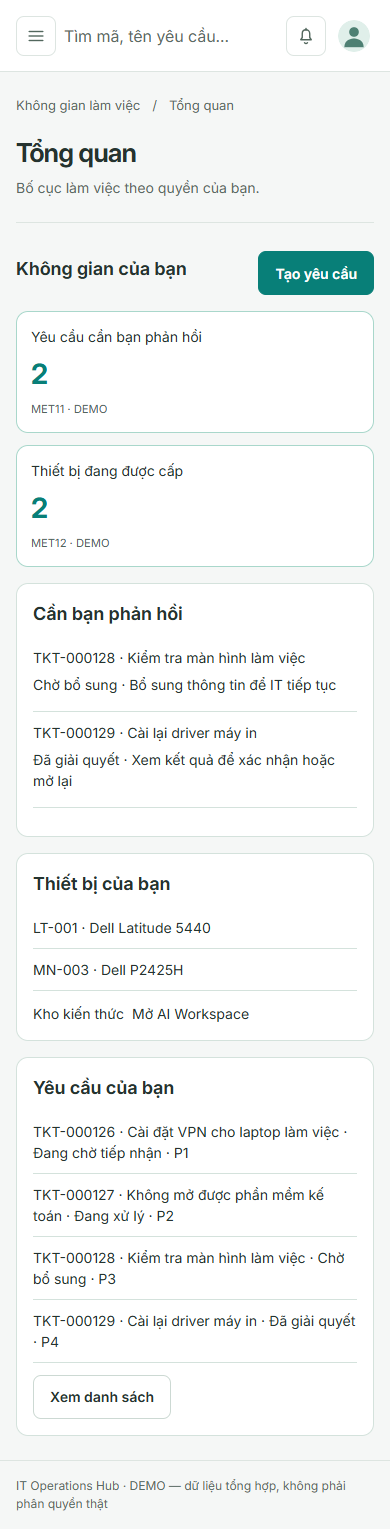 Tìm mã, tên yêu cầu...
Không gian làm việc / Tổng quan
Tổng quan
Bố cục làm việc theo quyền của bạn.
Không gian của bạn
Tạo yêu cầu
Yêu cầu cần bạn phản hồi
2
MET11 · DEMO
Thiết bị đang được cấp
2
MET12 · DEMO
Cần bạn phản hồi
TKT-000128 · Kiểm tra màn hình làm việc
Chờ bổ sung · Bổ sung thông tin để IT tiếp tục
TKT-000129 · Cài lại driver máy in
Đã giải quyết · Xem kết quả để xác nhận hoặc
mở lại
Thiết bị của bạn
LT-001 · Dell Latitude 5440
MN-003 · Dell P2425H
Kho kiến thức Mở AI Workspace
Yêu cầu của bạn
TKT-000126 · Cài đặt VPN cho laptop làm việc ·
Đang chờ tiếp nhận · P1
TKT-000127 · Không mở được phần mềm kế
toán · Đang xử lý · P2
TKT-000128 · Kiểm tra màn hình làm việc · Chờ
bổ sung · P3
TKT-000129 · Cài lại driver máy in · Đã giải quyết
· P4
Xem danh sách
IT Operations Hub · DEMO — dữ liệu tổng hợp, không phải
phân quyền thật